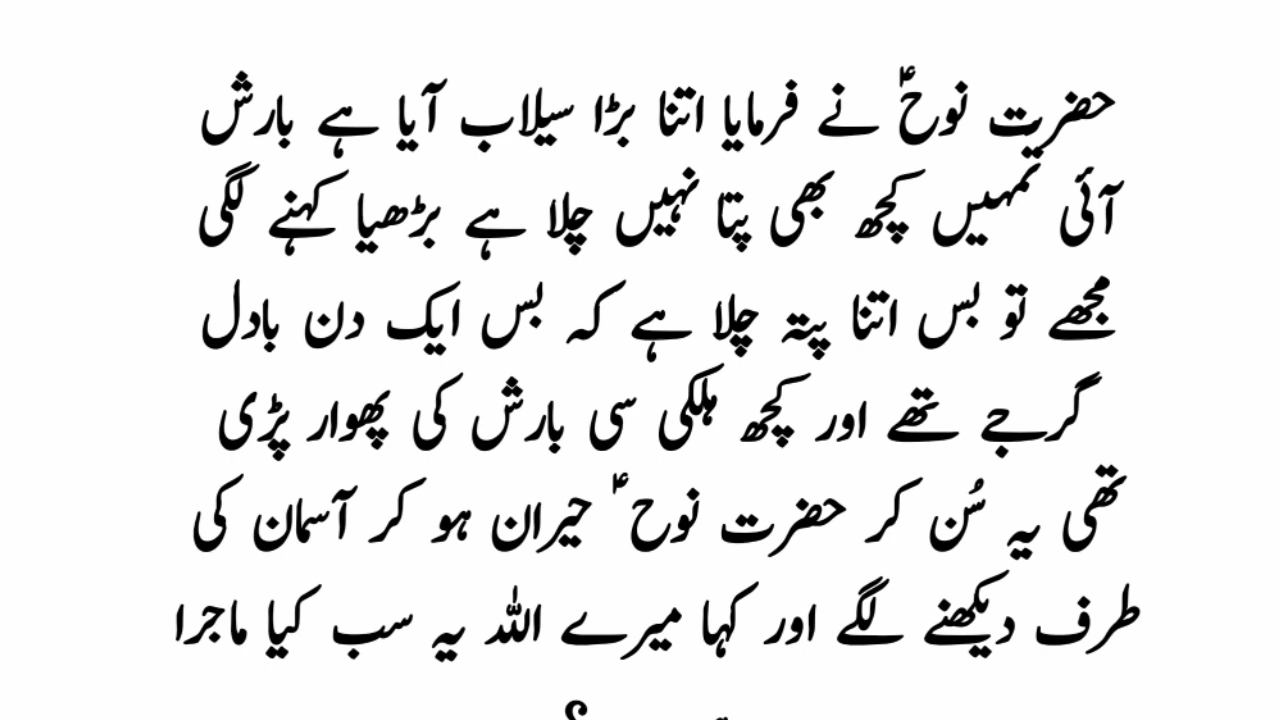 حضرت نوحؑ نے فرمایا اتنا بڑا سیلاب آیا ہے بارش
آئی تمہیں کچھ بھی پتا نہیں چلا ہے بڑھیا کہنے لگی
مجھے تو بس اتنا پتہ چلا ہے کہ بس ایک دن بادل
گرجے تھے اور کچھ ہلکی سی بارش کی پھوار پڑی
تھی یہ سُن کر حضرت نوح ؑ حیران ہو کر آسمان کی
طرف دیکھنے لگے اور کہا میرے اللہ یہ سب کیا ماجرا